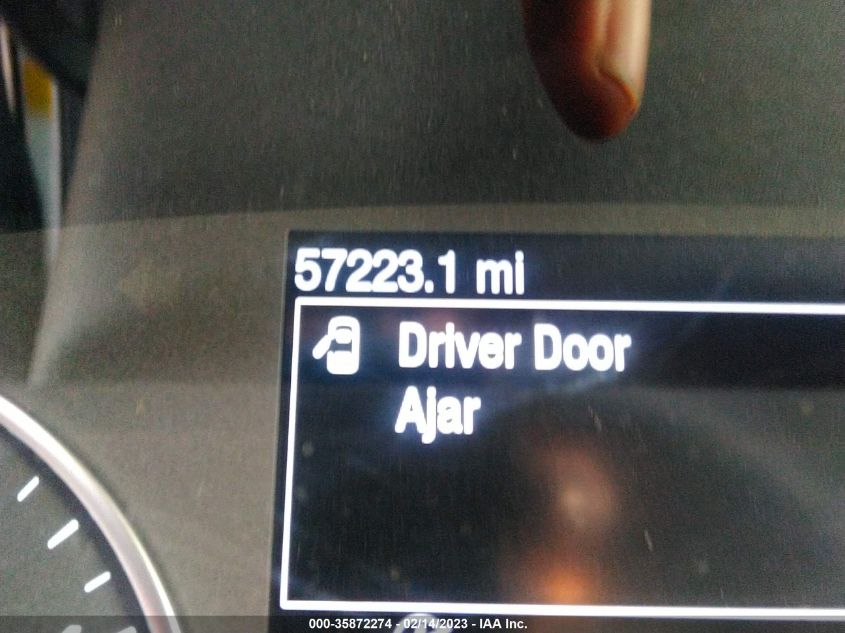 57223.1 mi
Driver Door
Ajar
000-35872274 - 02/14/2023 - IAA Inc.